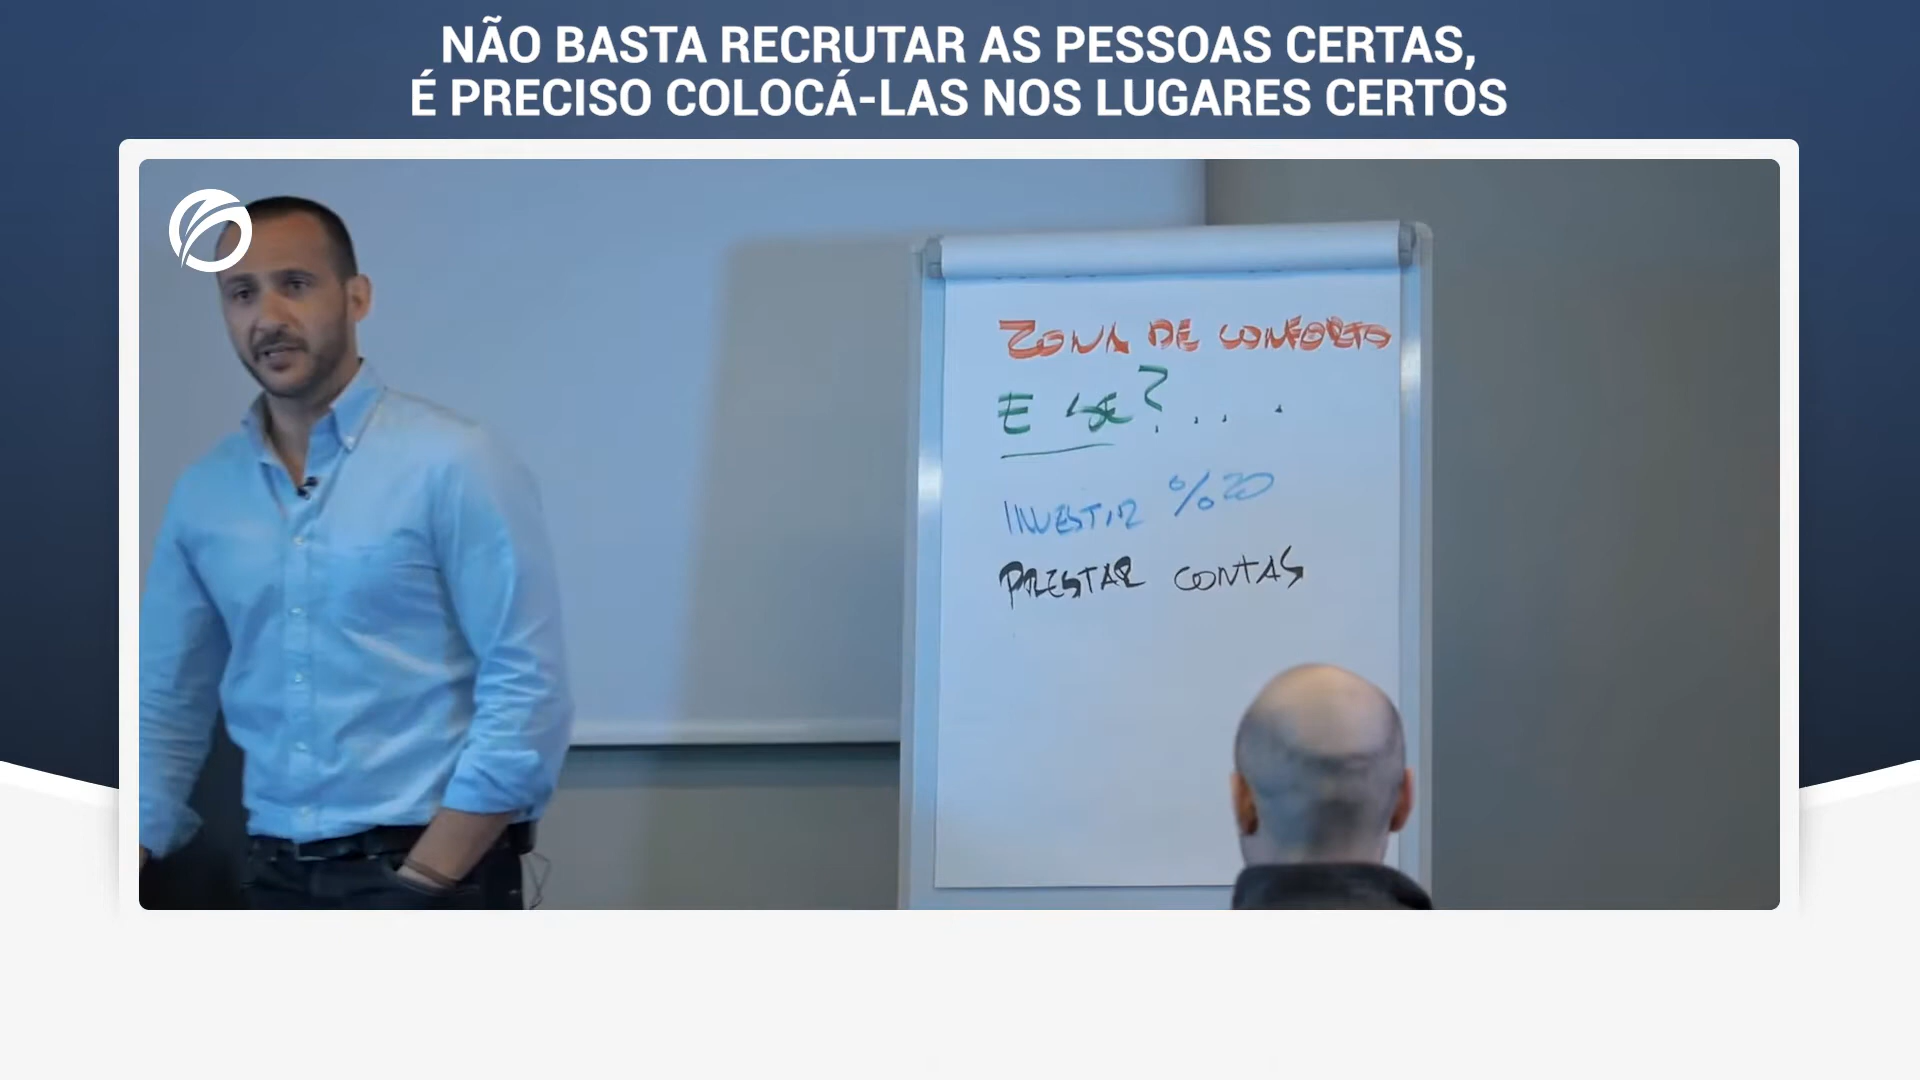 NÃO BASTA RECRUTAR AS PESSOAS CERTAS,
É PRECISO COLOCÁ-LAS NOS LUGARES CERTOS
ZONA DE CONFORTO
E SE? . . .
INVESTIR % 20
PRESTAR CONTAS